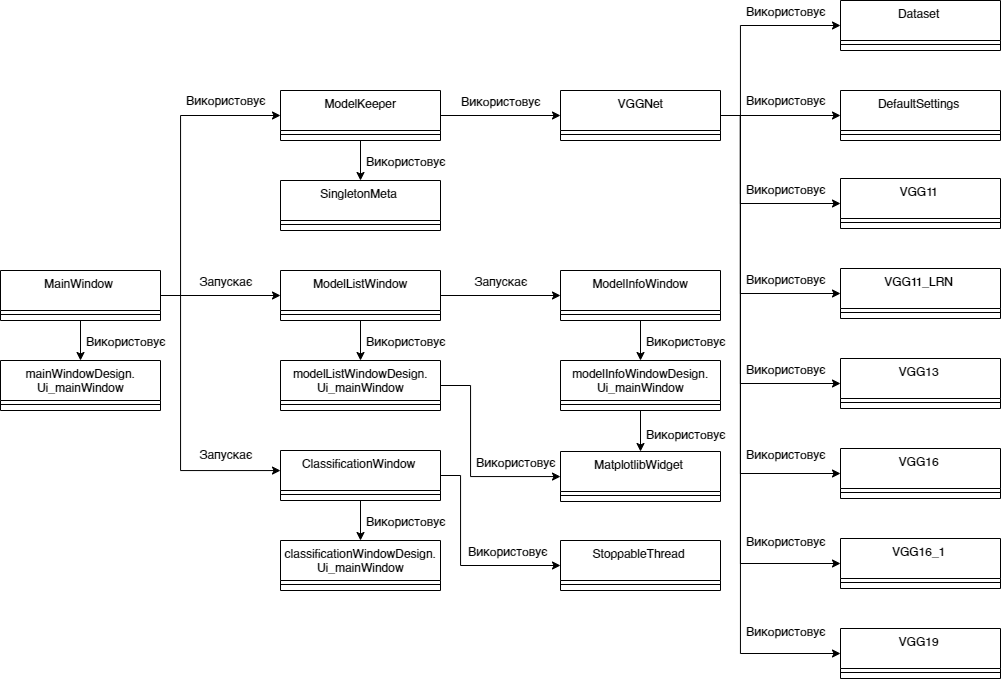 Використовує
Dataset
Використовує
ModelKeeper
Використовує
VGGNet
Використовує
DefaultSettings
Використовує
SingletonMeta
Використовує
VGG11
MainWindow
Запускає
ModelListWindow
Запускає
ModelInfoWindow
Використовує
VGG11_LRN
Використовує
Використовує
Використовує
mainWindowDesign.
Ui_mainWindow
modelListWindowDesign.
Ui_mainWindow
modelInfoWindowDesign.
Ui_mainWindow
Використовує
VGG13
Використовує
Запускає
ClassificationWindow
Використовує
MatplotlibWidget
Використовує
VGG16
Використовує
classificationWindowDesign.
Ui_mainWindow
Використовує
StoppableThread
Використовує
VGG16_1
Використовує
VGG19